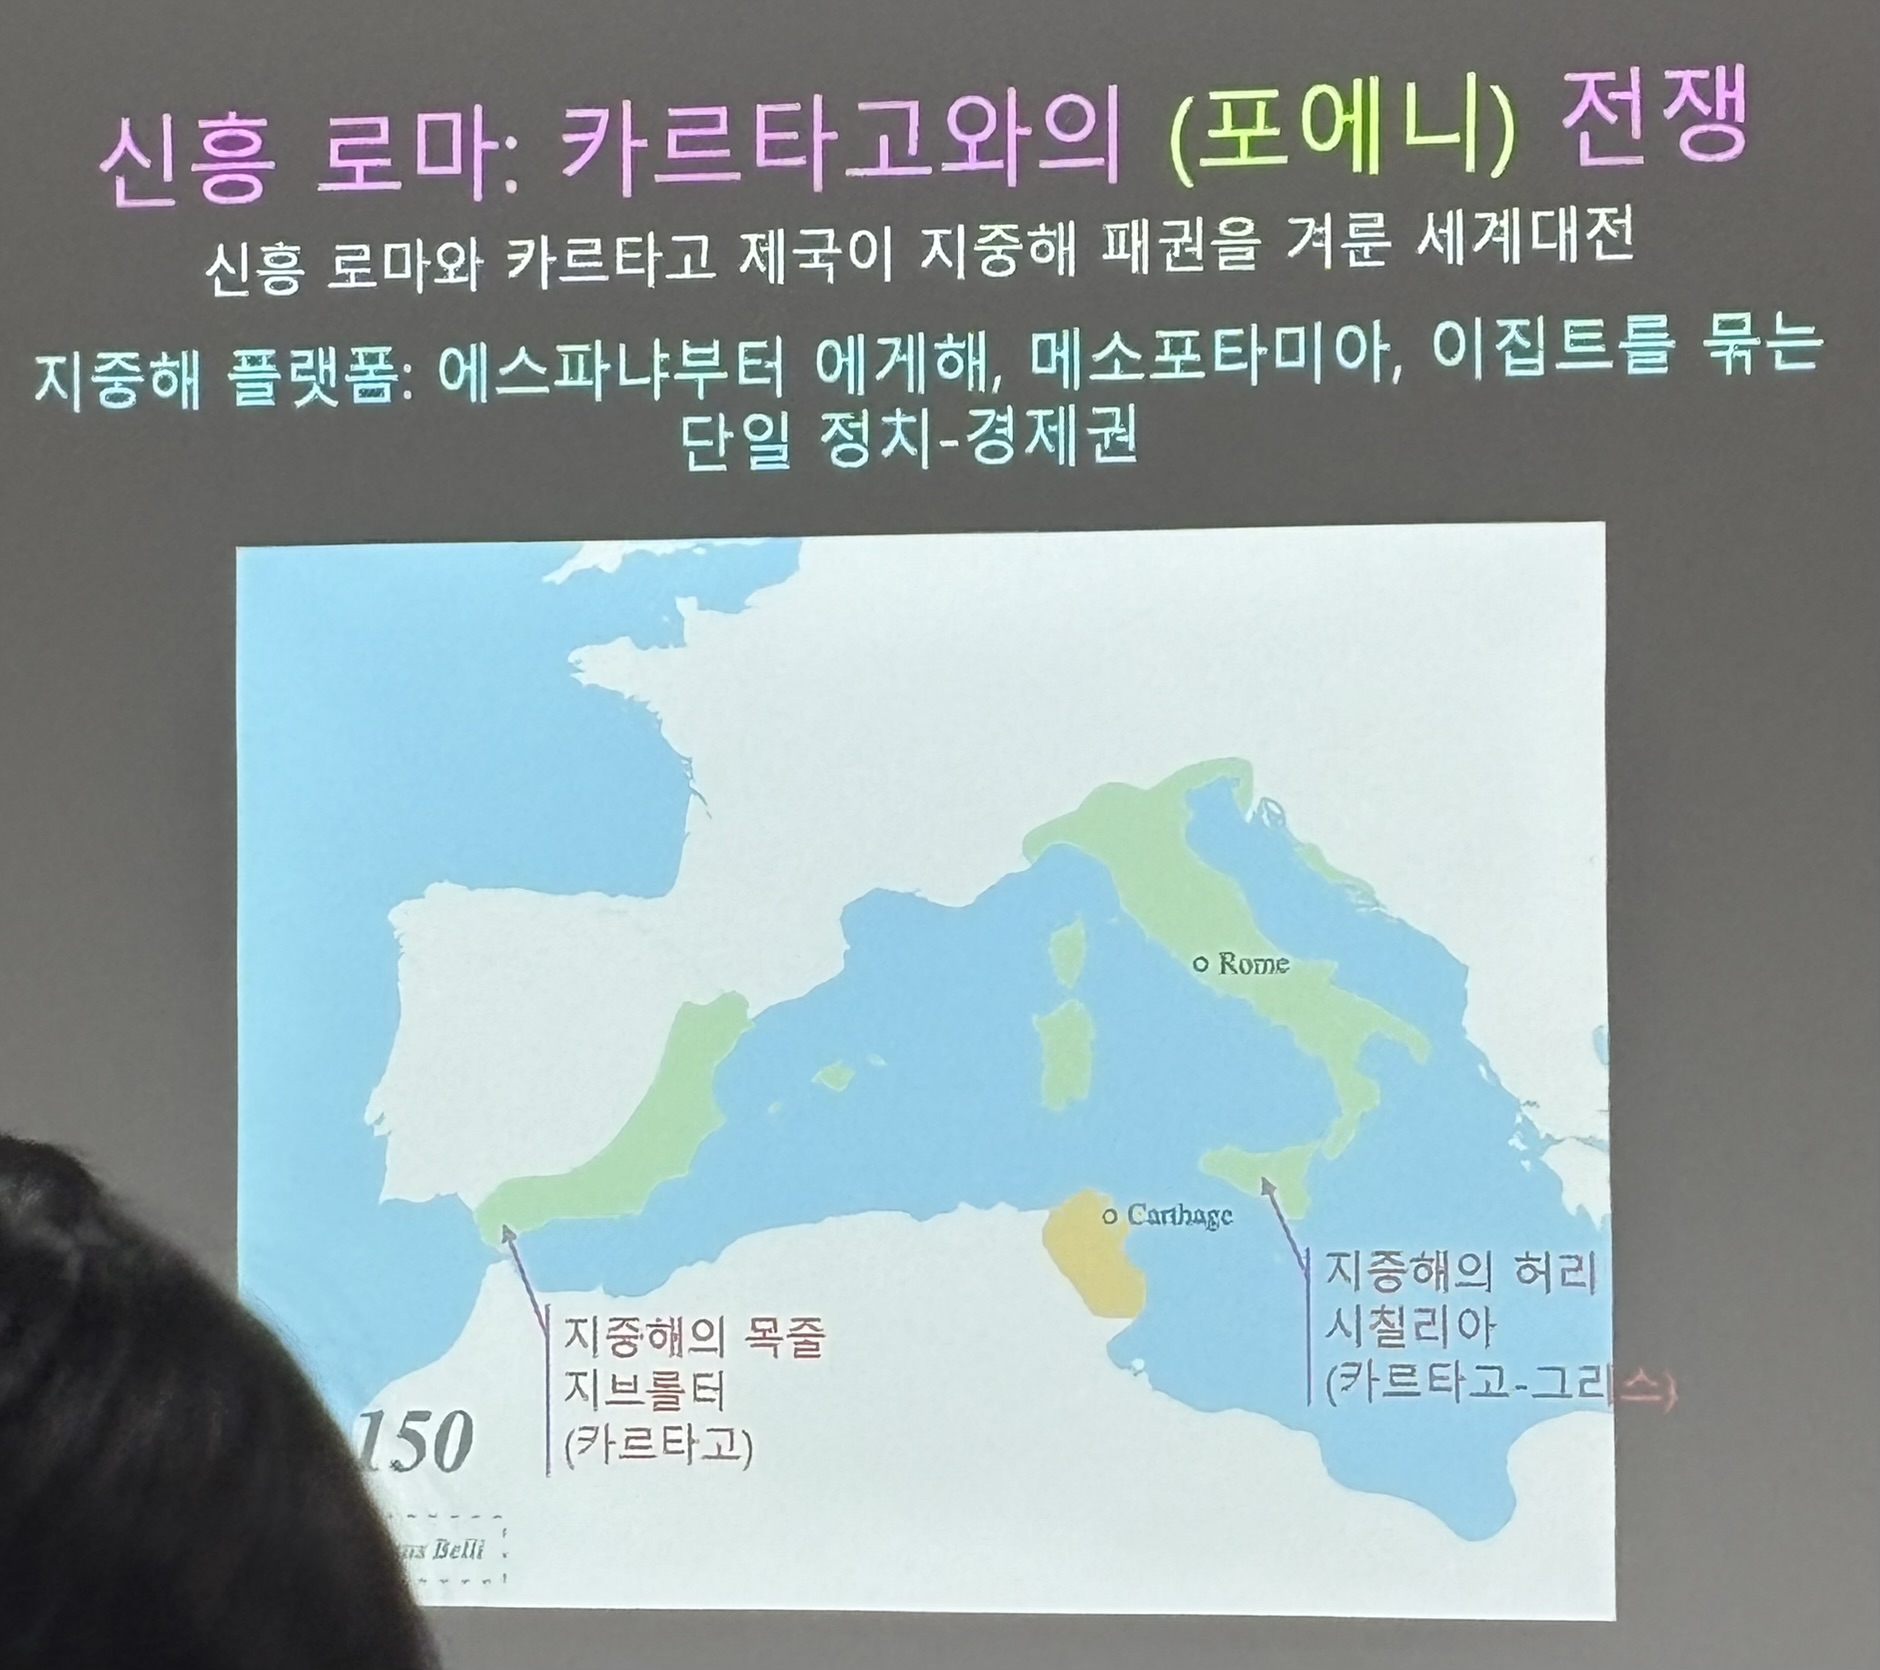 신흥 로마: 카르타고와의 (포에니) 전쟁
신흥 로마와 카르타고 제국이 지중해 패권을 겨룬 세계대전
지중해 플랫폼: 에스파냐부터 에게해, 메소포타미아, 이집트를 묶는
단일 정치-경제권
Rome
Carthage
지중해의 허리
시칠리아
(카르타고-그리스)
지중해의 목줄
지브롤터
(카르타고)
150
Belli